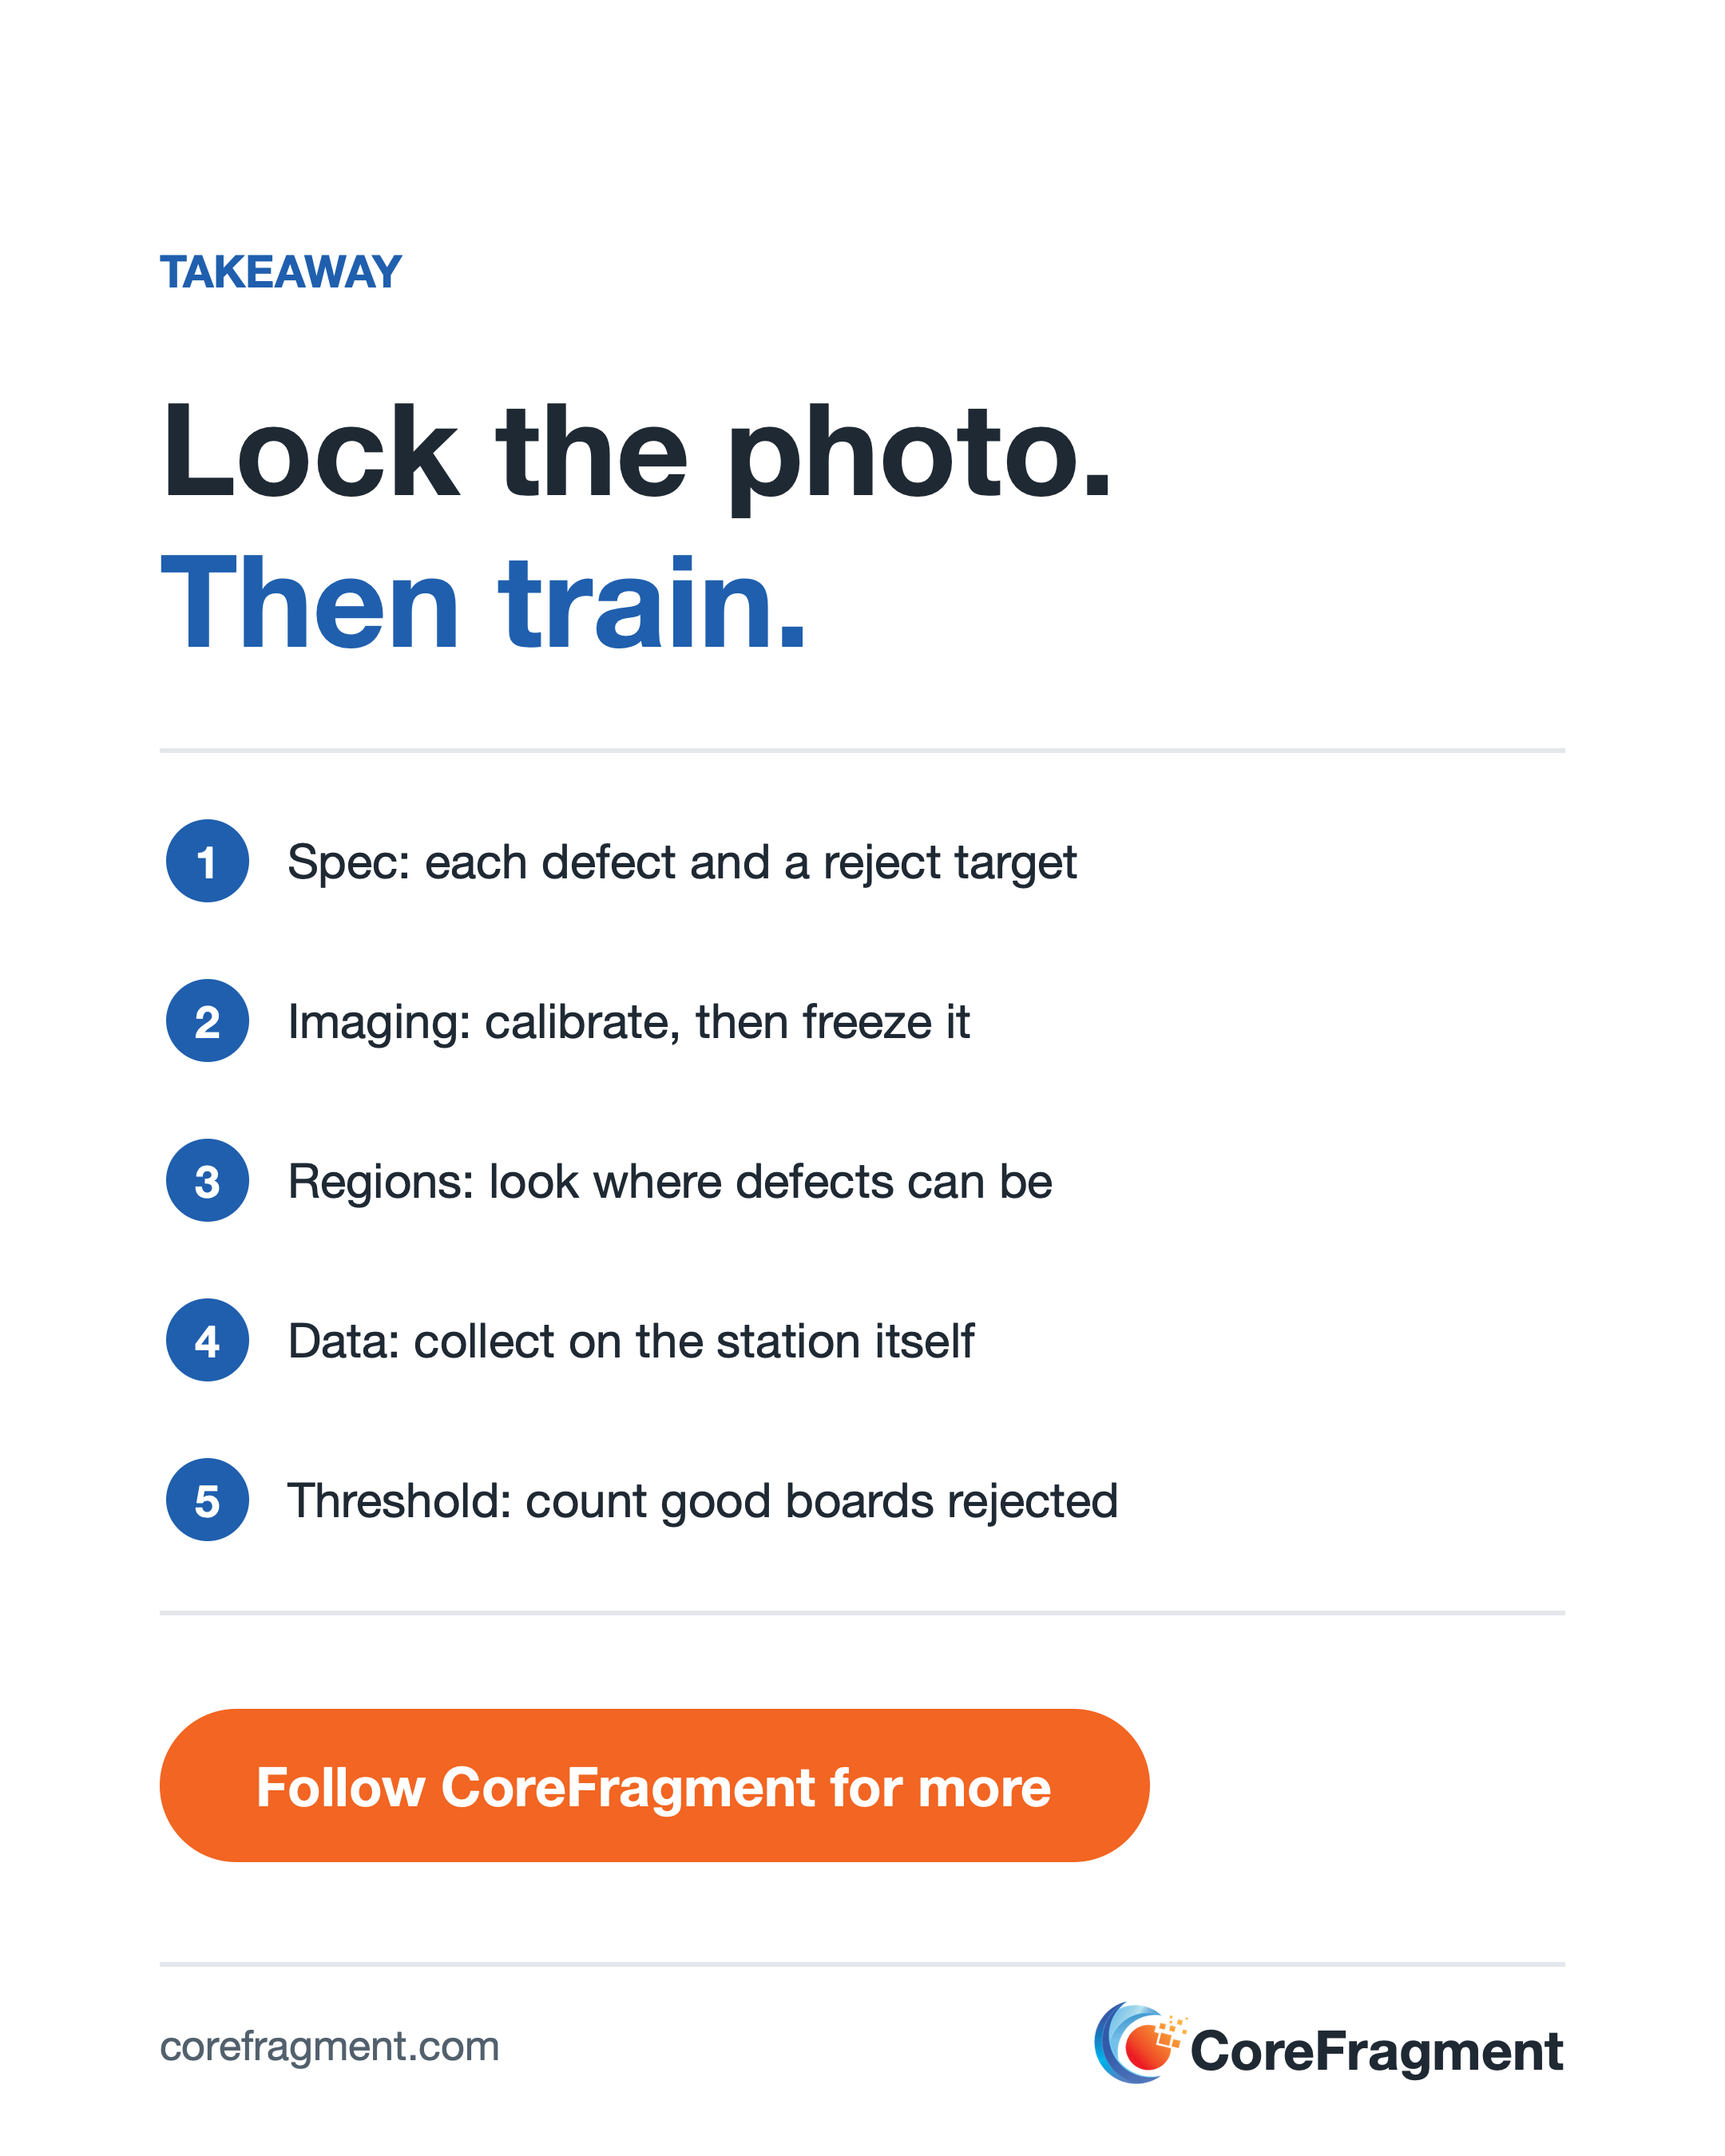 TAKEAWAY
Lock the photo.
Then train.
1 Spec: each defect and a reject target
2 Imaging: calibrate, then freeze it
3 Regions: look where defects can be
4 Data: collect on the station itself
5 Threshold: count good boards rejected
Follow CoreFragment for more
corefragment.com
CoreFragment